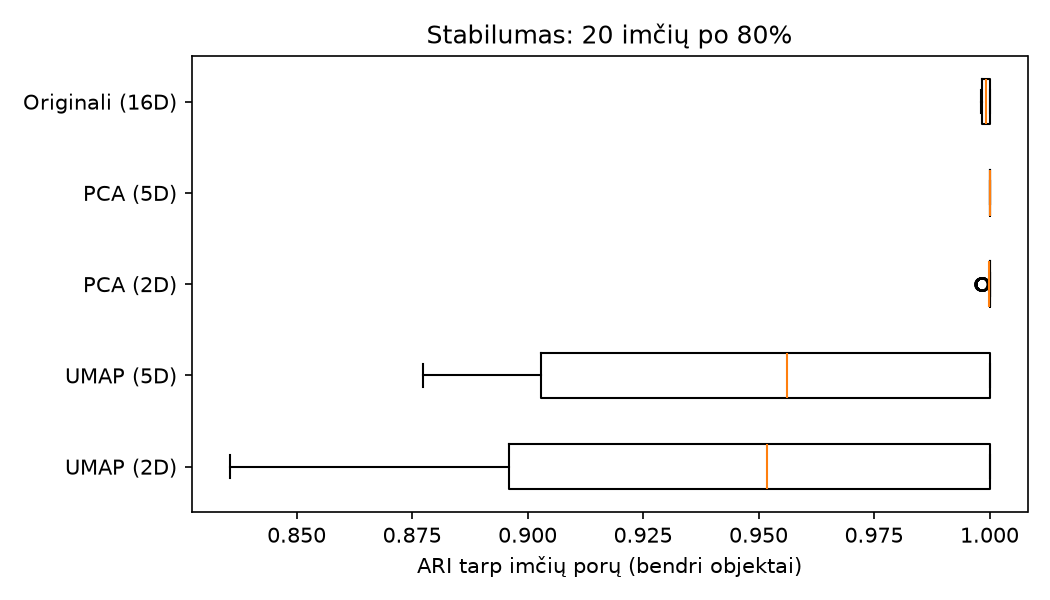 Stabilumas: 20 imčių po 80%
Originali (16D)
PCA (5D)
PCA (2D)
UMAP (5D)
UMAP (2D)
0.850 0.875 0.900 0.925 0.950 0.975 1.000
ARI tarp imčių porų (bendri objektai)